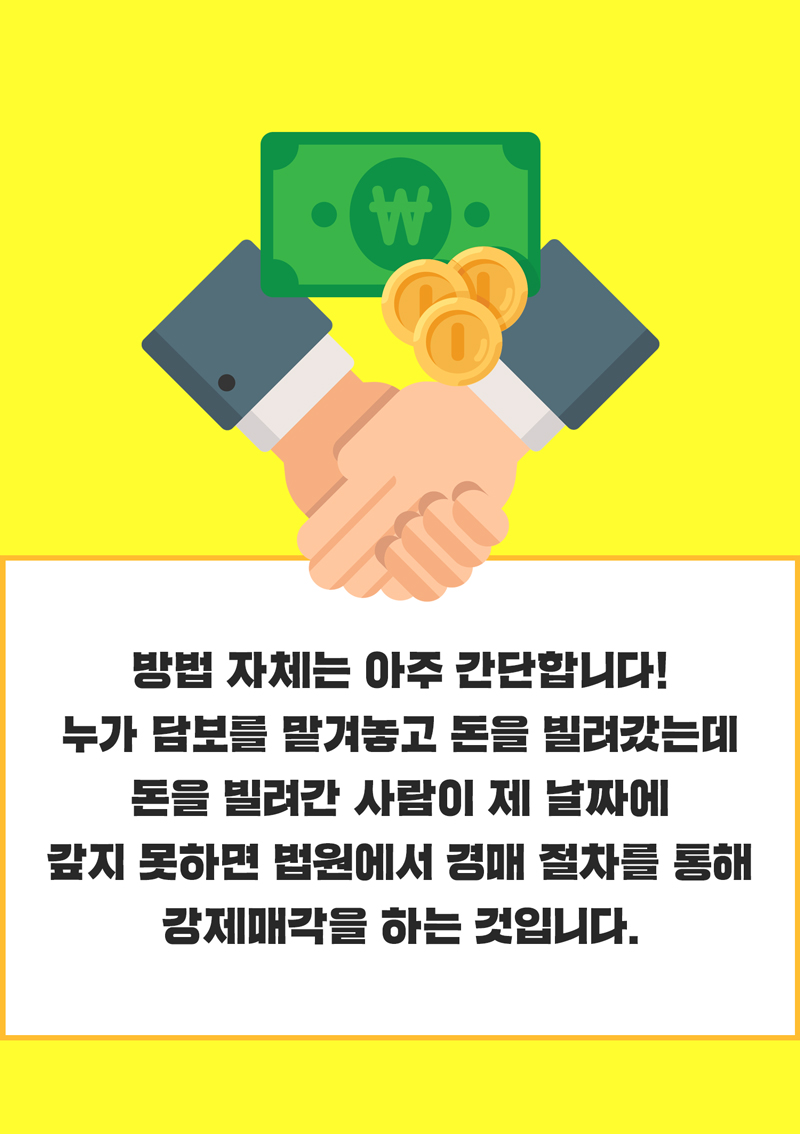 ₩
방법 자체는 아주 간단합니다!
누가 담보를 맡겨놓고 돈을 빌려갔는데
돈을 빌려간 사람이 제 날짜에
갚지 못하면 법원에서 경매 절차를 통해
강제매각을 하는 것입니다.